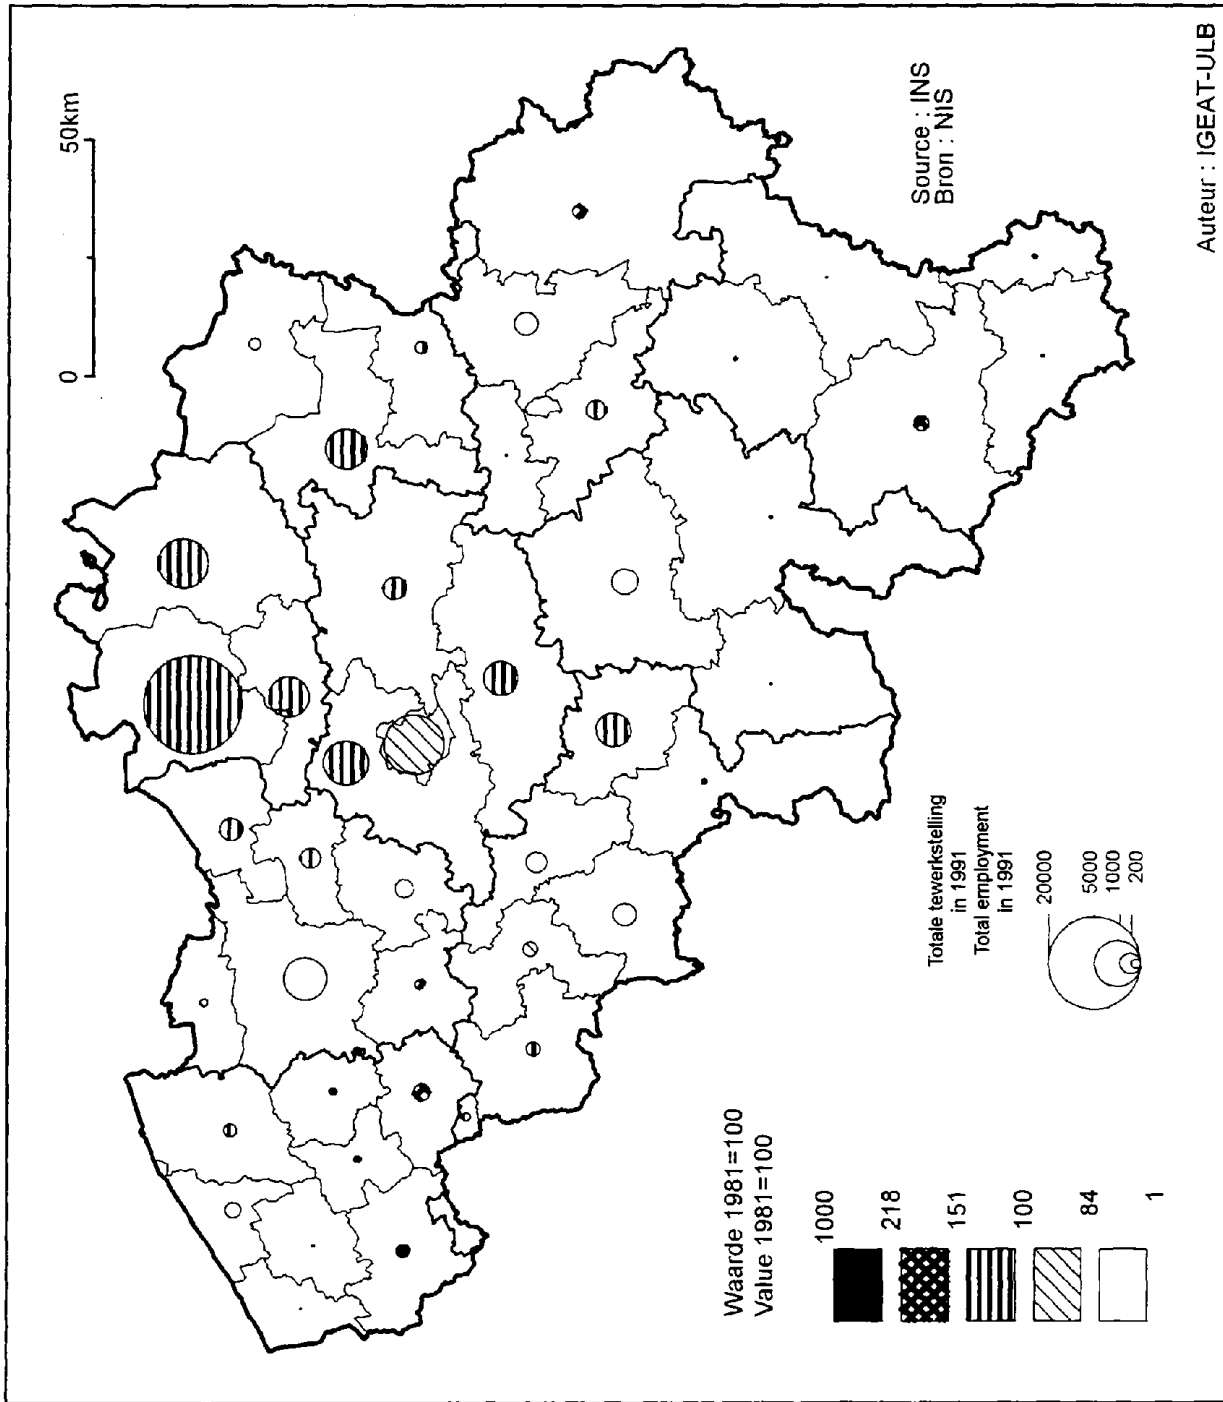 0
50km
Source : INS
Bron : NIS
Auteur : IGEAT-ULB
Totale tewerkstelling
in 1991
Total employment
in 1991
20000
5000
1000
200
Waarde 1981=100
Value 1981=100
1000
218
151
100
84
1